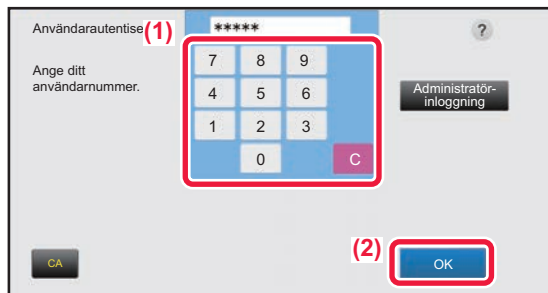 Användarautentise
(1)
*****
?
Ange ditt
användarnummer.
7 8 9
4 5 6
1 2 3
0 C
Administratör-
inloggning
(2)
CA
OK